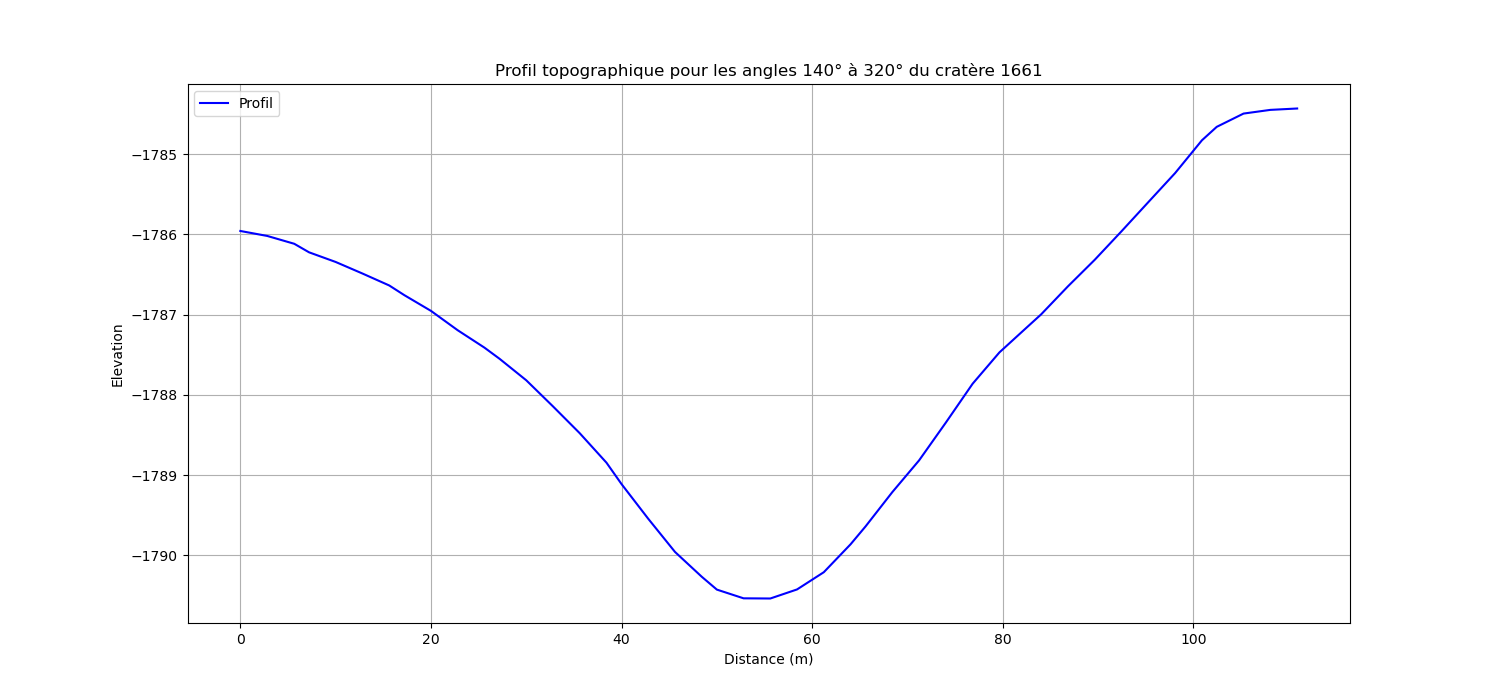 Profil topographique pour les angles 140° à 320° du cratère 1661
Profil
−1785
−1786
−1787
−1788
−1789
−1790
Elevation
0 20 40 60 80 100
Distance (m)